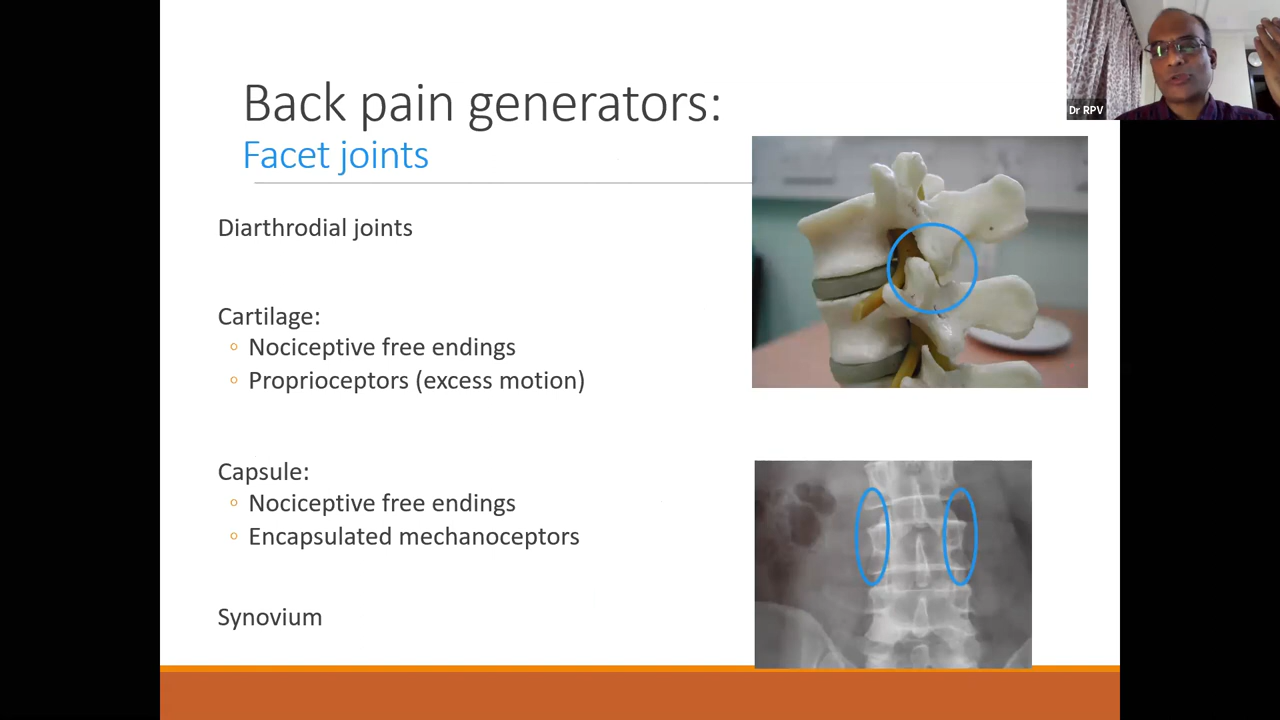 Back pain generators:
Facet joints
Dr RPV
Diarthrodial joints
Cartilage:
◦ Nociceptive free endings
◦ Proprioceptors (excess motion)
Capsule:
◦ Nociceptive free endings
◦ Encapsulated mechanoceptors
Synovium